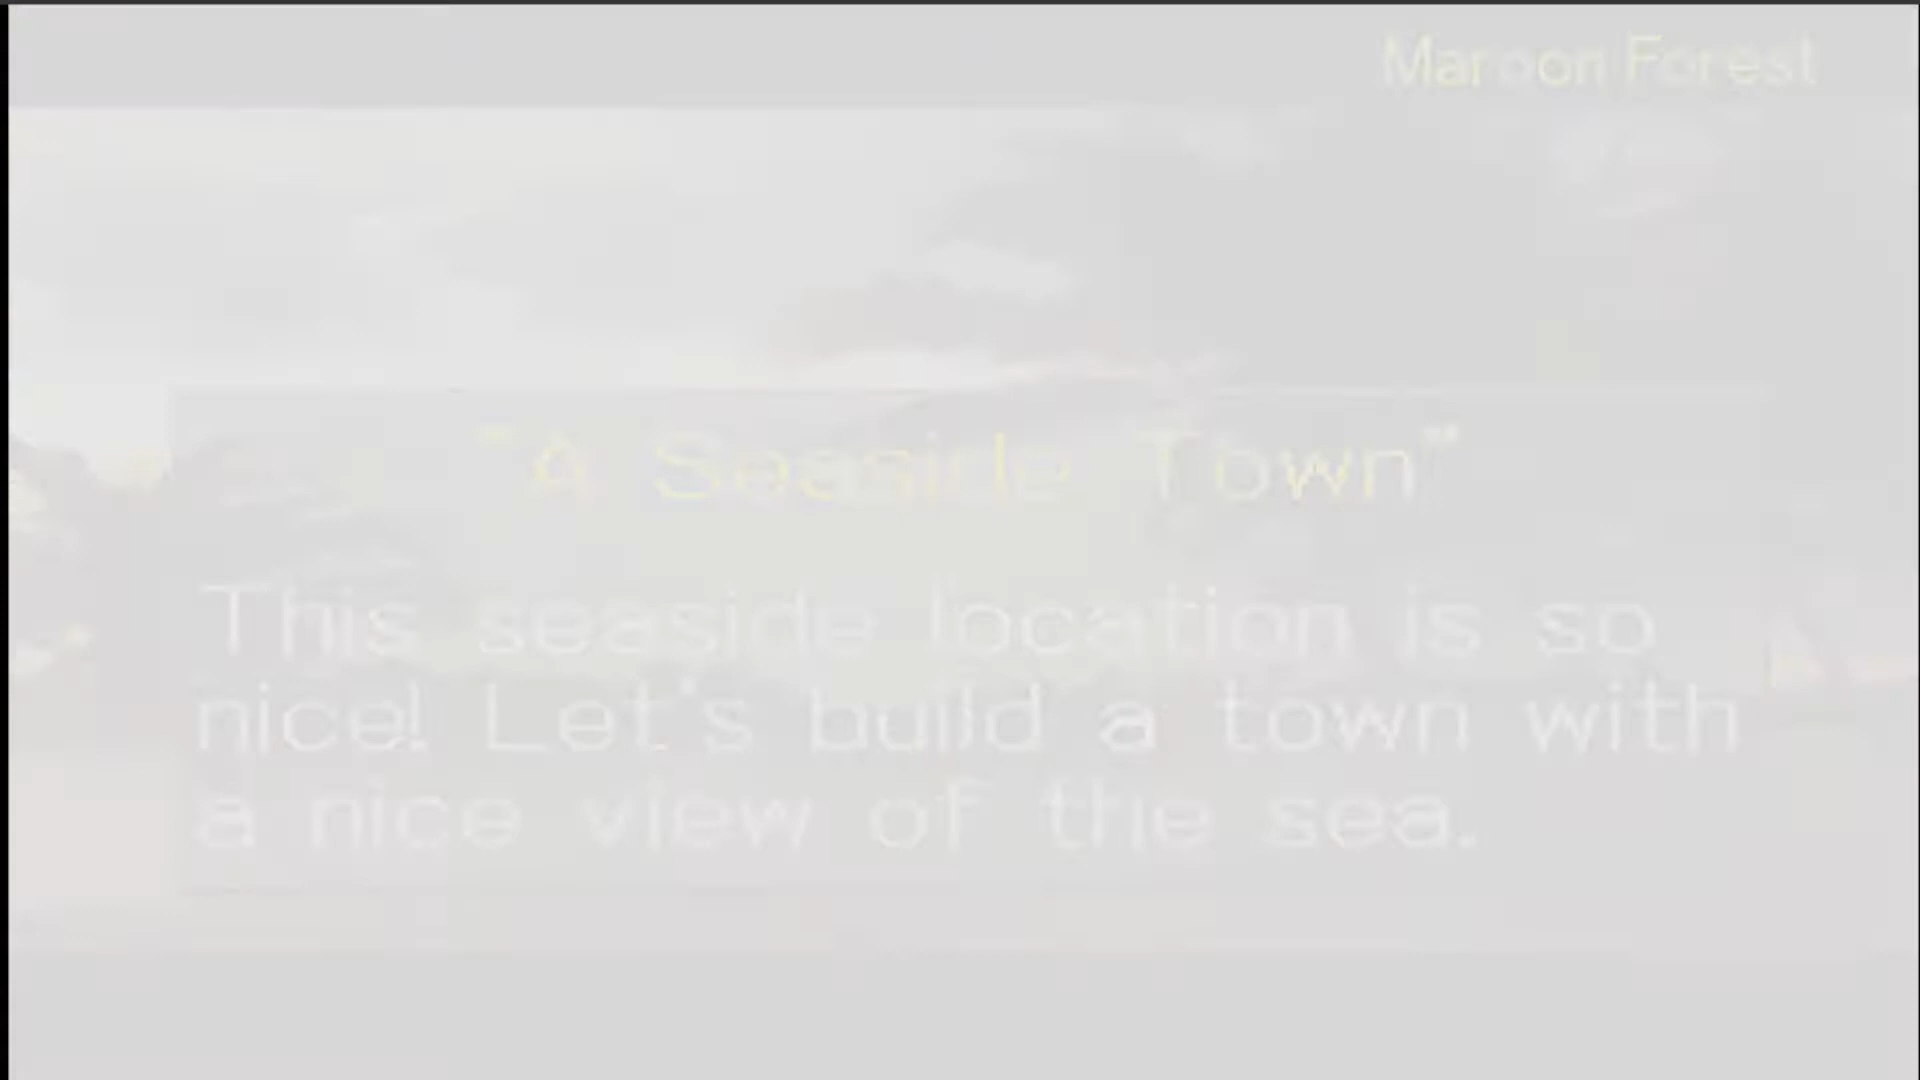 Maroon Forest
"A Seaside Town"
This seaside location is so
nice! Let's build a town with
a nice view of the sea.